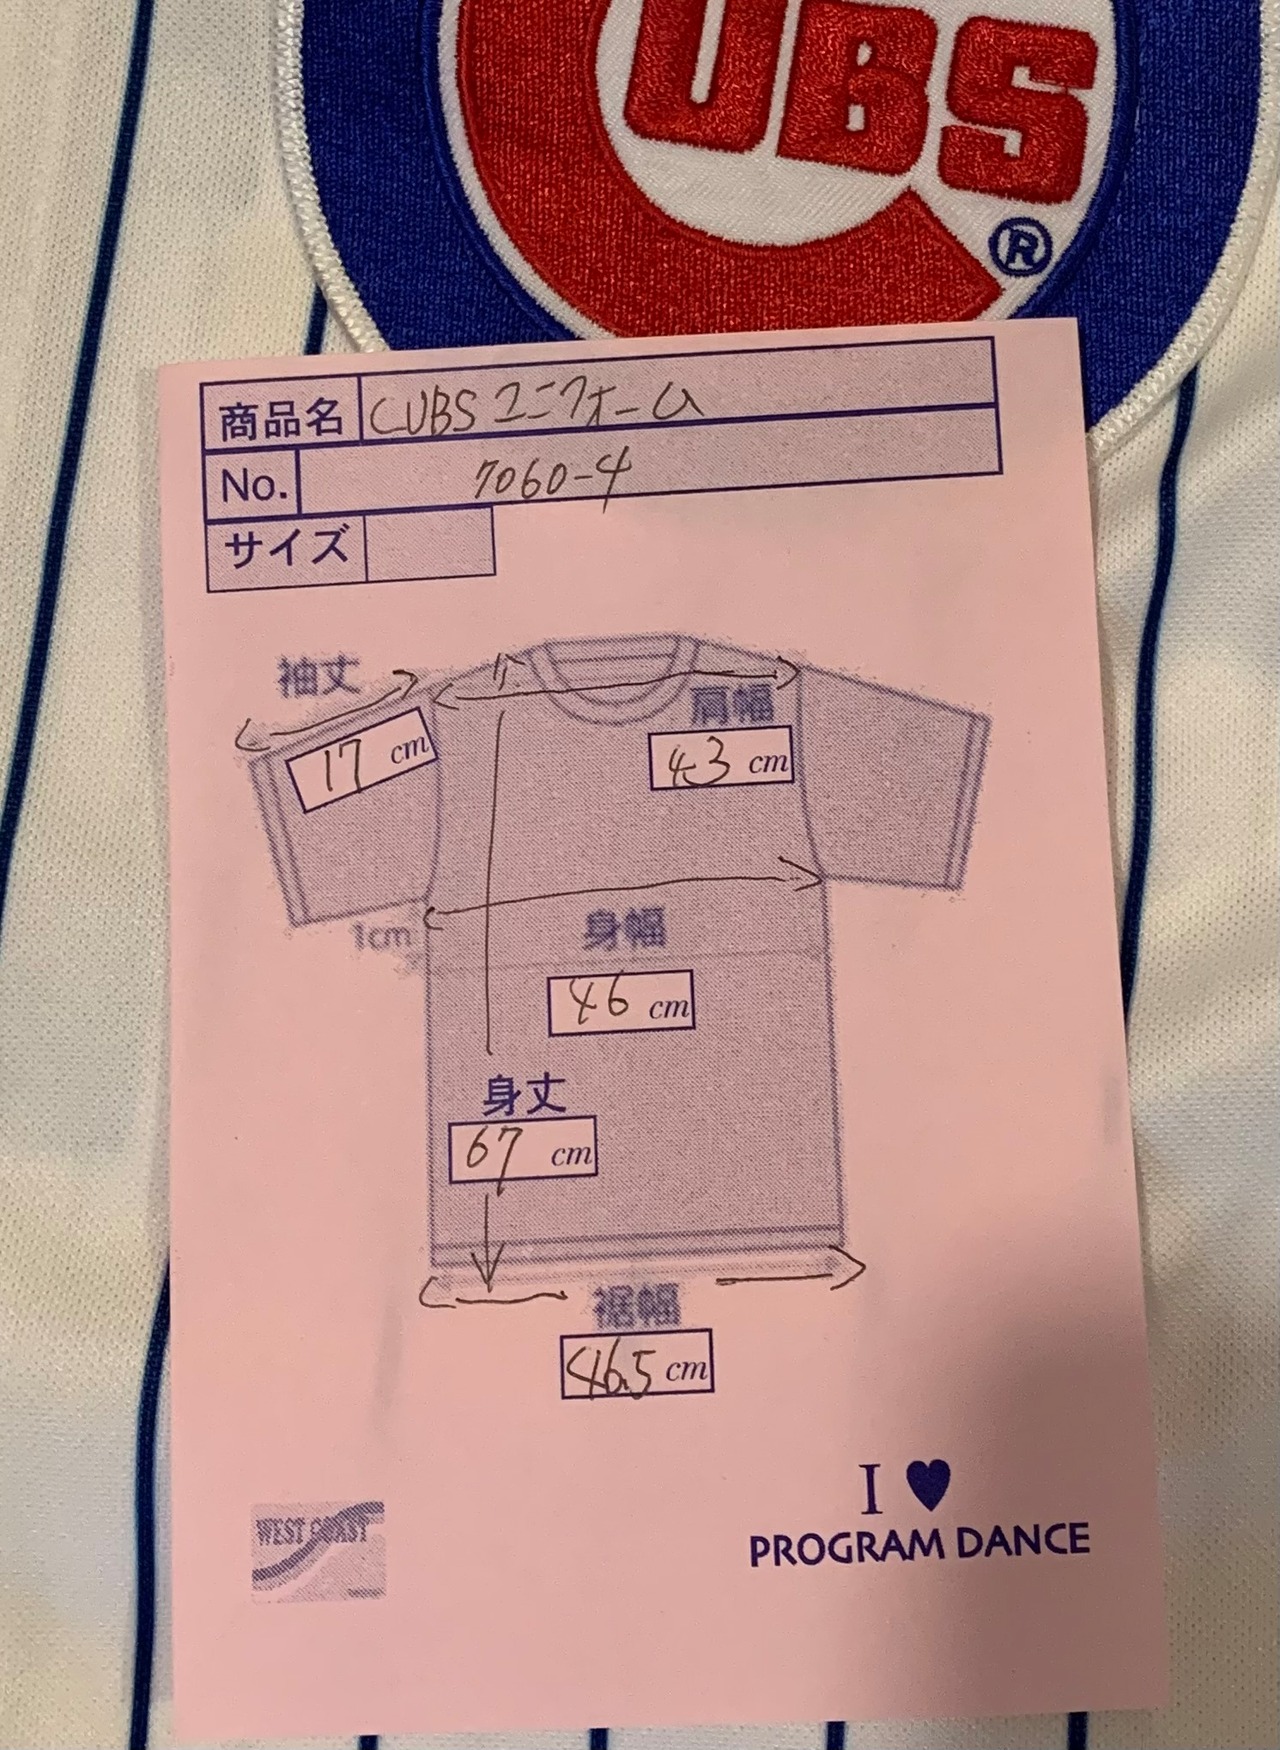 CUBS
®
商品名 CUBS ユニフォーム
No. 7060-4
サイズ
袖丈
17 cm
肩幅
43 cm
1cm
身幅
46 cm
身丈
67 cm
裾幅
46.5 cm
I ♥
PROGRAM DANCE
WEST COAST